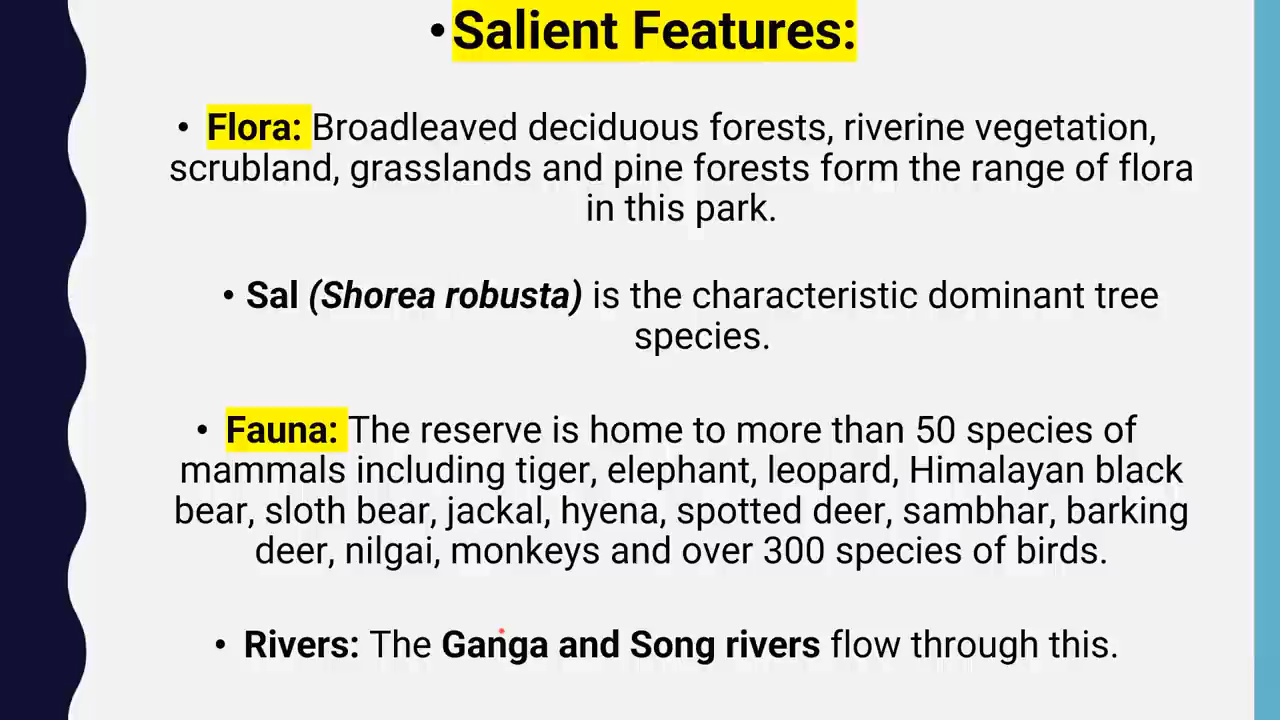 •Salient Features:
• Flora: Broadleaved deciduous forests, riverine vegetation,
scrubland, grasslands and pine forests form the range of flora
in this park.
• Sal (Shorea robusta) is the characteristic dominant tree
species.
• Fauna: The reserve is home to more than 50 species of
mammals including tiger, elephant, leopard, Himalayan black
bear, sloth bear, jackal, hyena, spotted deer, sambhar, barking
deer, nilgai, monkeys and over 300 species of birds.
• Rivers: The Ganga and Song rivers flow through this.